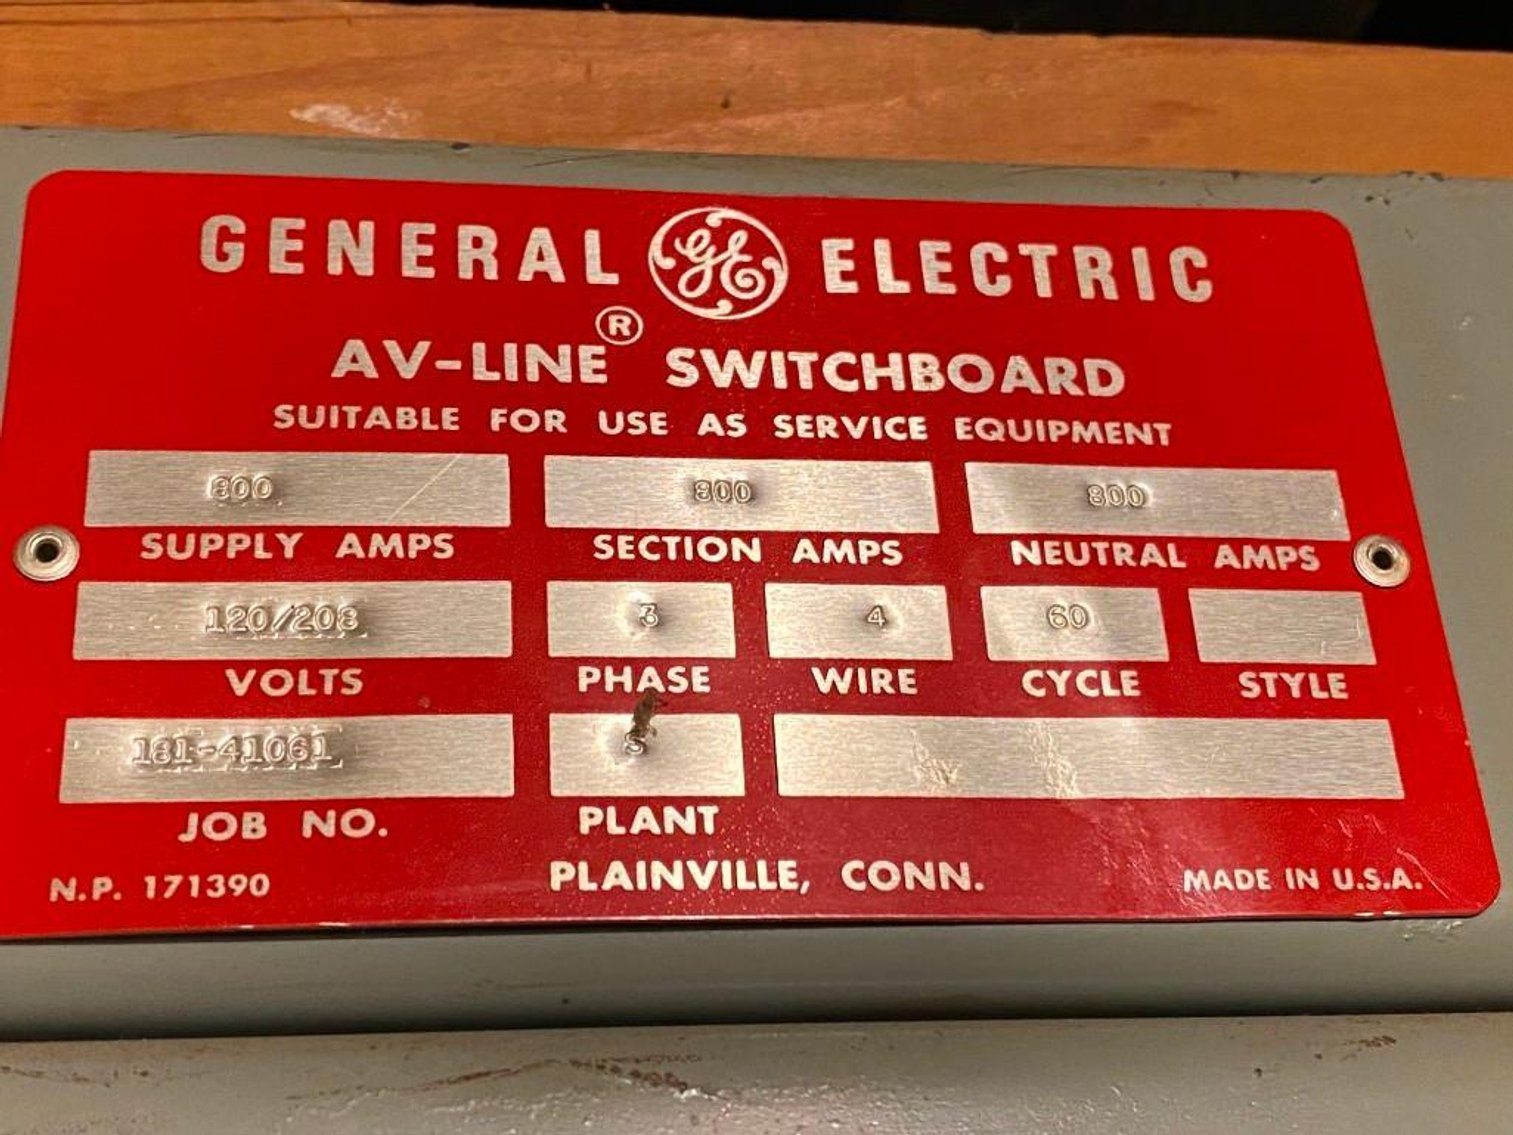 GENERAL GE ELECTRIC
AV-LINE® SWITCHBOARD
SUITABLE FOR USE AS SERVICE EQUIPMENT
800 800 800
SUPPLY AMPS SECTION AMPS NEUTRAL AMPS
120/208 3 4 60
VOLTS PHASE WIRE CYCLE STYLE
181-41061
JOB NO. PLANT
N.P. 171390 PLAINVILLE, CONN. MADE IN U.S.A.